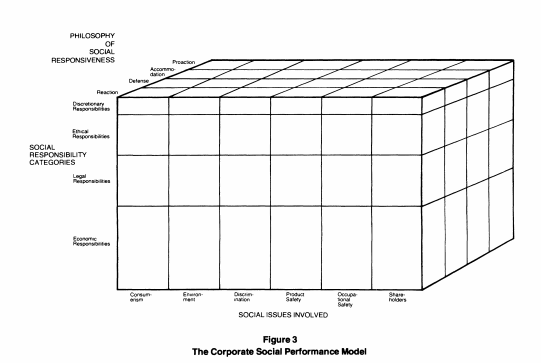 PHILOSOPHY
OF
SOCIAL
RESPONSIVENESS
Proaction
Accommo-
dation
Defense
Reaction
Discretionary
Responsibilities
Ethical
Responsibilities
SOCIAL
RESPONSIBILITY
CATEGORIES
Legal
Responsibilities
Economic
Responsibilities
Consum-
erism
Environ-
ment
Discrim-
ination
Product
Safety
Occupa-
tional
Safety
Share-
holders
SOCIAL ISSUES INVOLVED
Figure 3
The Corporate Social Performance Model